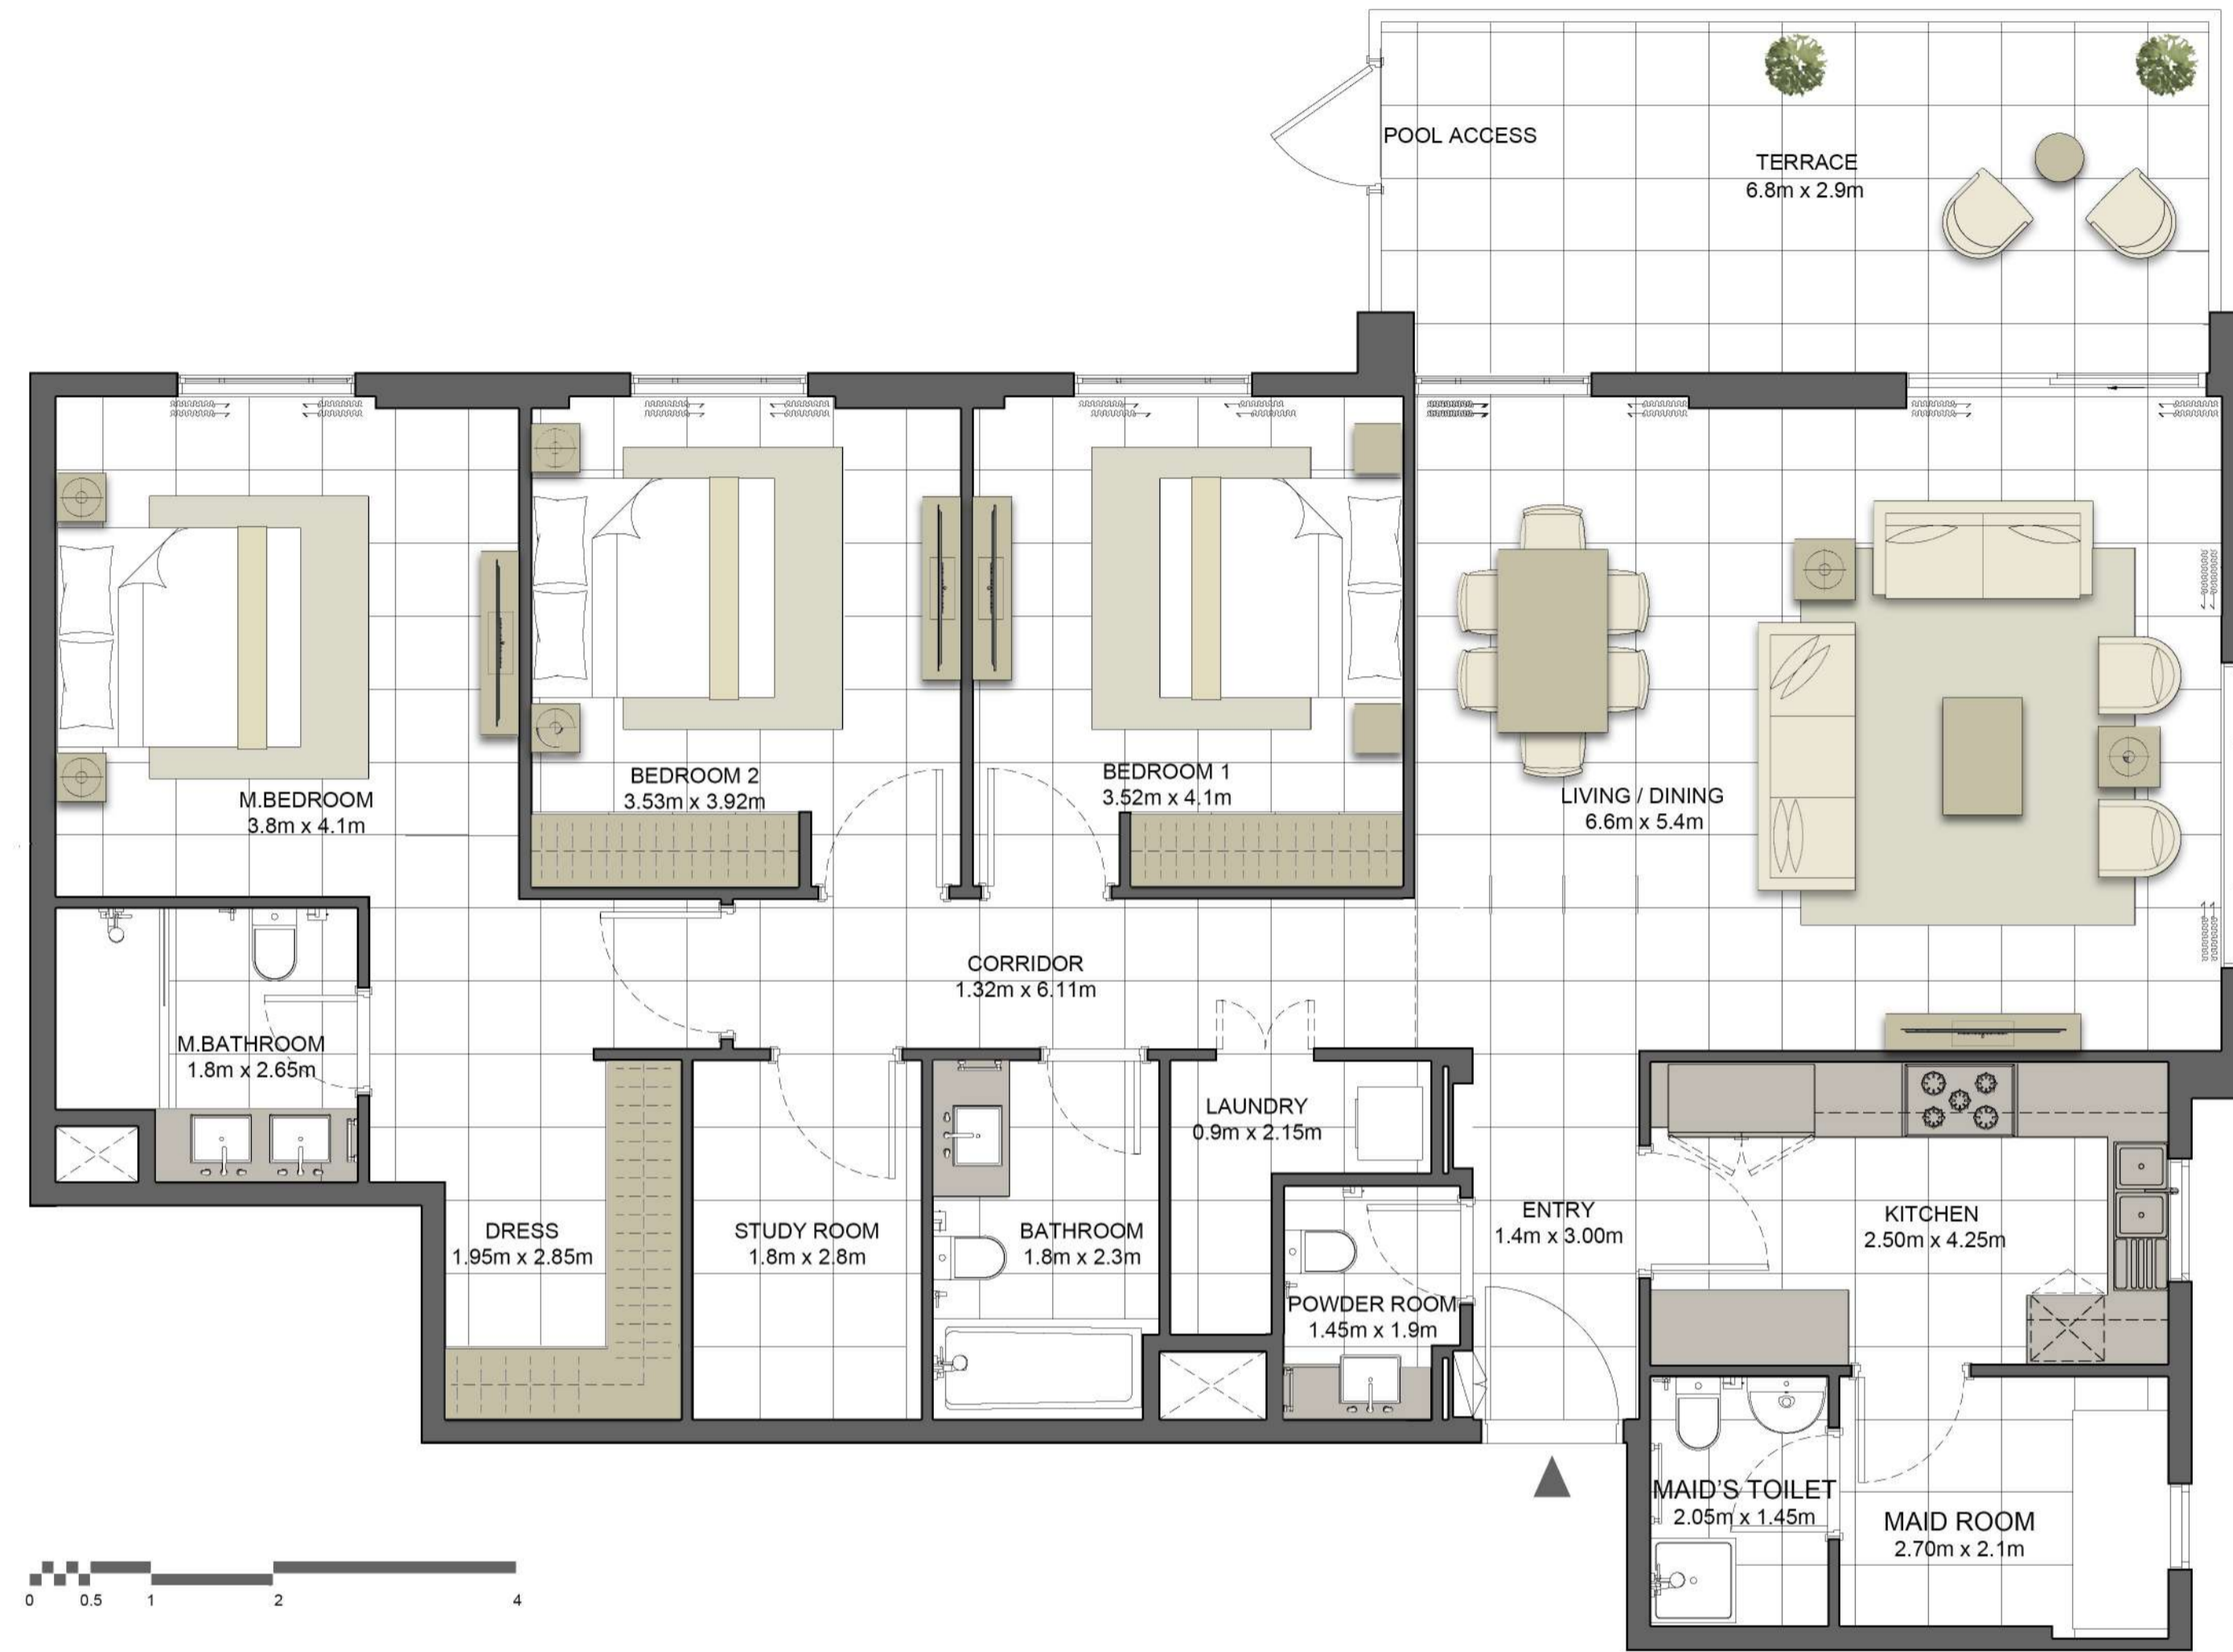 POOL ACCESS
TERRACE
6.8m x 2.9m
M.BEDROOM
3.8m x 4.1m
BEDROOM 2
3.53m x 3.92m
BEDROOM 1
3.52m x 4.1m
LIVING / DINING
6.6m x 5.4m
CORRIDOR
1.32m x 6.11m
M.BATHROOM
1.8m x 2.65m
LAUNDRY
0.9m x 2.15m
DRESS
1.95m x 2.85m
STUDY ROOM
1.8m x 2.8m
BATHROOM
1.8m x 2.3m
POWDER ROOM
1.45m x 1.9m
ENTRY
1.4m x 3.00m
KITCHEN
2.50m x 4.25m
MAID'S TOILET
2.05m x 1.45m
MAID ROOM
2.70m x 2.1m
0 0.5 1 2 4